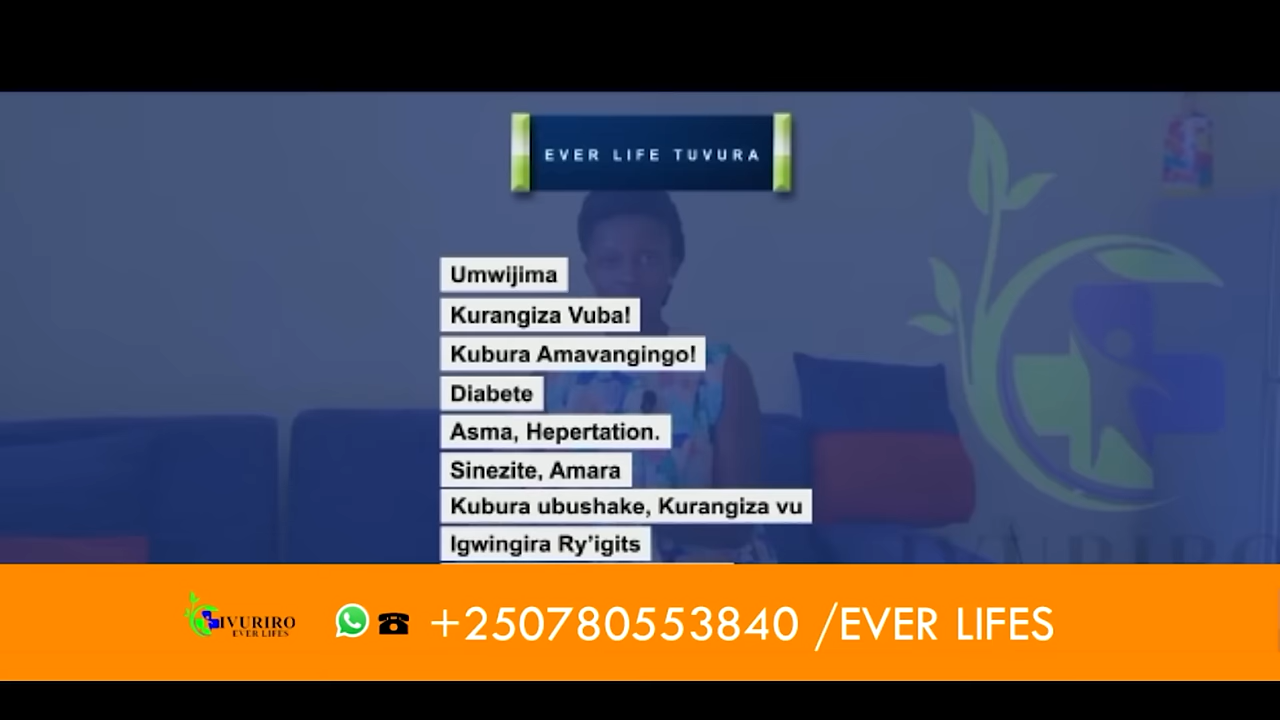 EVER LIFE TUVURA
Umwijima
Kurangiza Vuba!
Kubura Amavangingo!
Diabete
Asma, Hepertation.
Sinezite, Amara
Kubura ubushake, Kurangiza vu
Igwingira Ry’igits
IVURIRO
EVER LIFES
+250780553840 /EVER LIFES